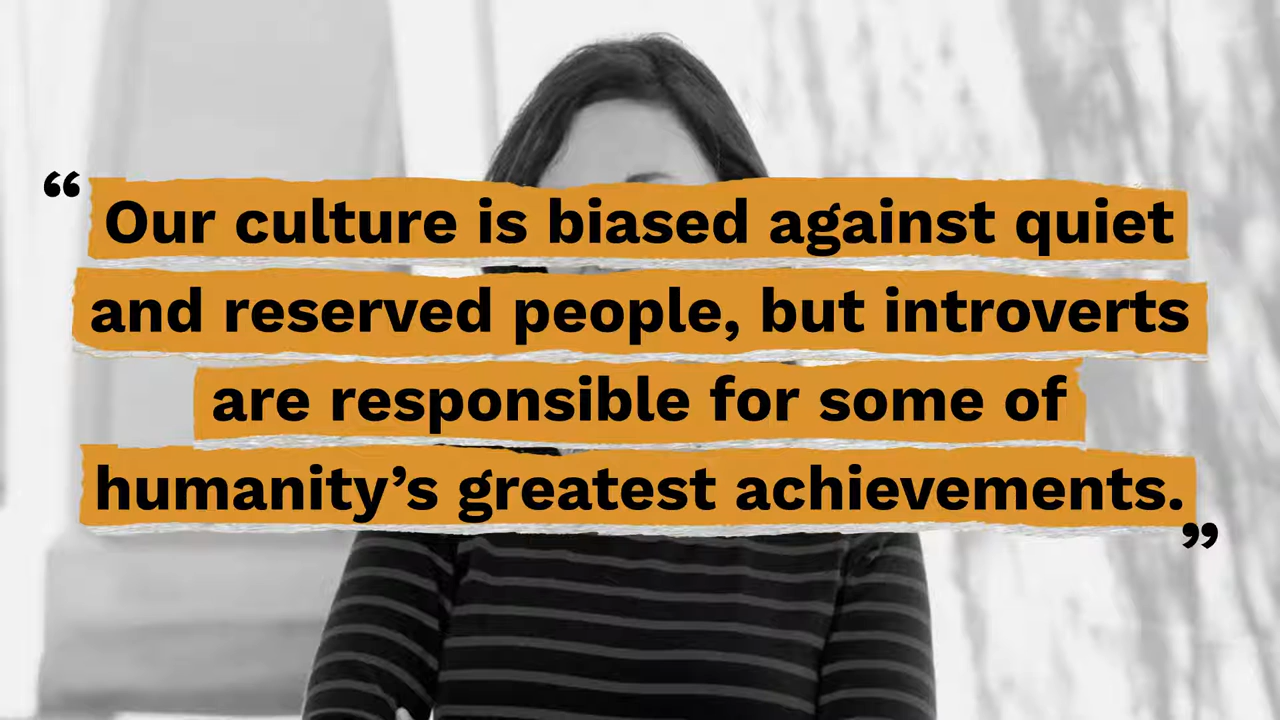 “Our culture is biased against quiet
and reserved people, but introverts
are responsible for some of
humanity’s greatest achievements.”